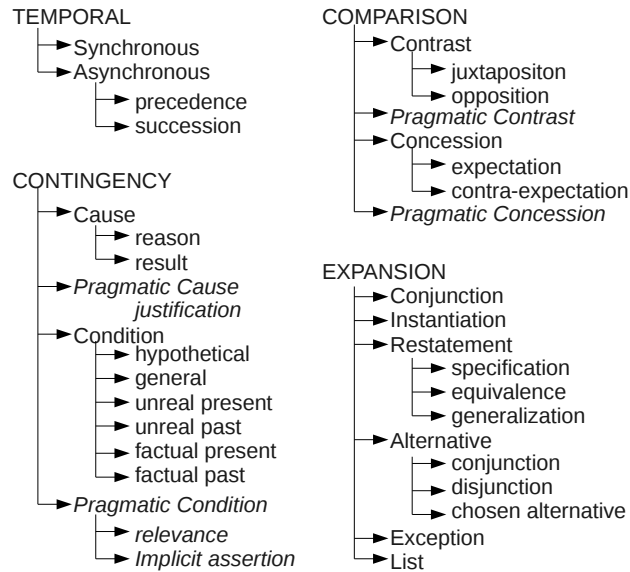 TEMPORAL
Synchronous
Asynchronous
precedence
succession
CONTINGENCY
Cause
reason
result
Pragmatic Cause
justification
Condition
hypothetical
general
unreal present
unreal past
factual present
factual past
Pragmatic Condition
relevance
Implicit assertion
COMPARISON
Contrast
juxtapositon
opposition
Pragmatic Contrast
Concession
expectation
contra-expectation
Pragmatic Concession
EXPANSION
Conjunction
Instantiation
Restatement
specification
equivalence
generalization
Alternative
conjunction
disjunction
chosen alternative
Exception
List